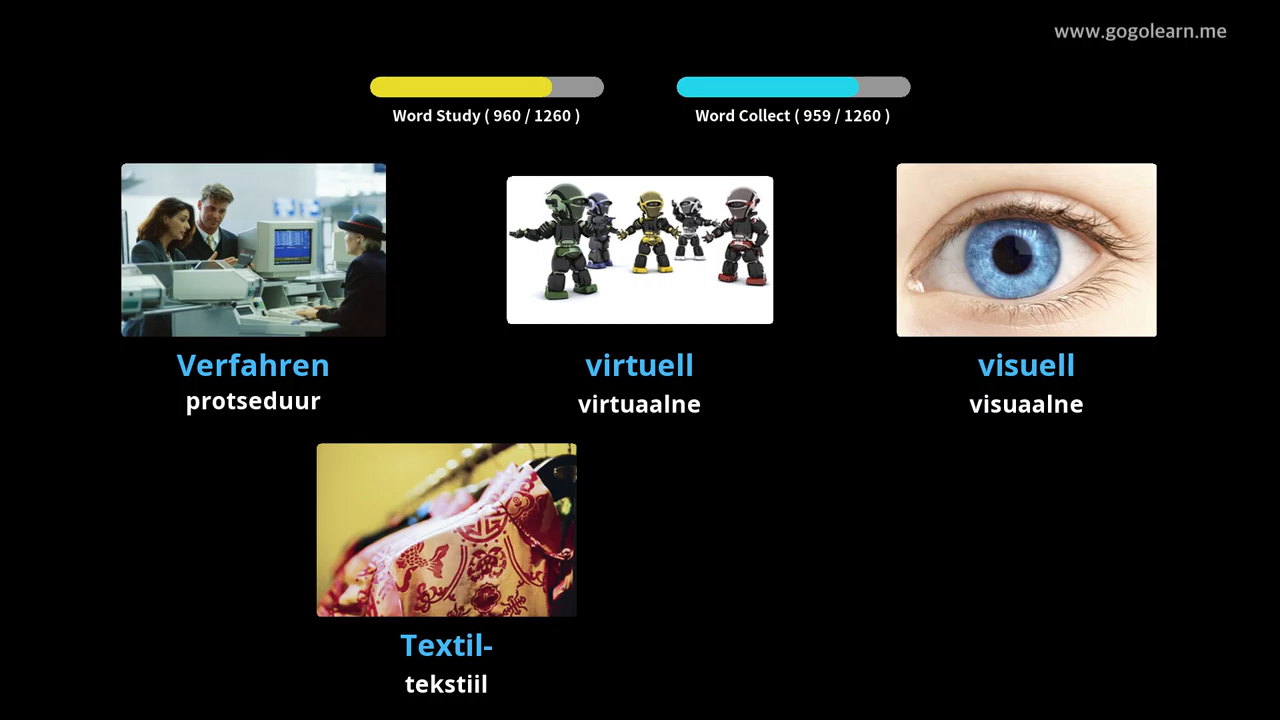 www.gogolearn.me
Word Study ( 960 / 1260 )
Word Collect ( 959 / 1260 )
Verfahren
protseduur
virtuell
virtuaalne
visuell
visuaalne
Textil-
tekstiil